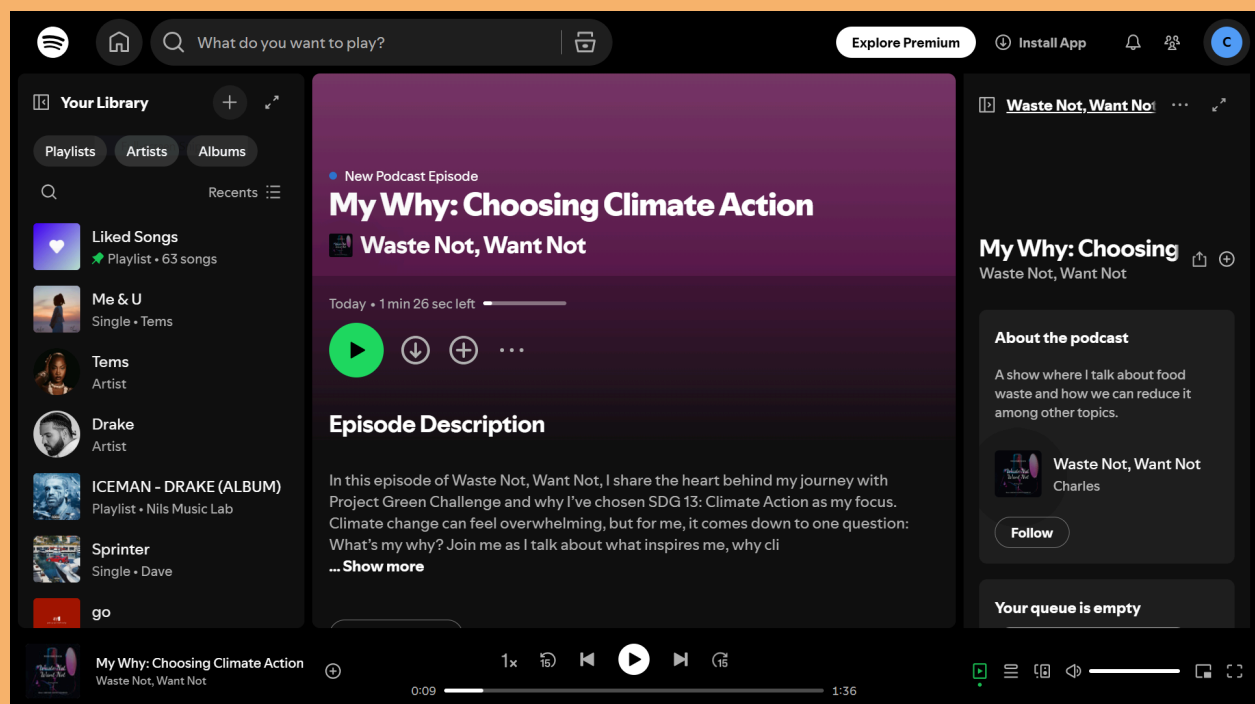 What do you want to play?
Explore Premium
Install App
C
Your Library
Playlists
Artists
Albums
Recents
Liked Songs
Playlist • 63 songs
Me & U
Single • Tems
Tems
Artist
Drake
Artist
ICEMAN - DRAKE (ALBUM)
Playlist • Nils Music Lab
Sprinter
Single • Dave
go
New Podcast Episode
My Why: Choosing Climate Action
Waste Not, Want Not
Today • 1 min 26 sec left
Episode Description
In this episode of Waste Not, Want Not, I share the heart behind my journey with
Project Green Challenge and why I've chosen SDG 13: Climate Action as my focus.
Climate change can feel overwhelming, but for me, it comes down to one question:
What's my why? Join me as I talk about what inspires me, why cli
... Show more
Waste Not, Want Not
My Why: Choosing
Waste Not, Want Not
About the podcast
A show where I talk about food
waste and how we can reduce it
among other topics.
Waste Not, Want Not
Charles
Follow
Your queue is empty
My Why: Choosing Climate Action
Waste Not, Want Not
1x
15
15
0:09
1:36